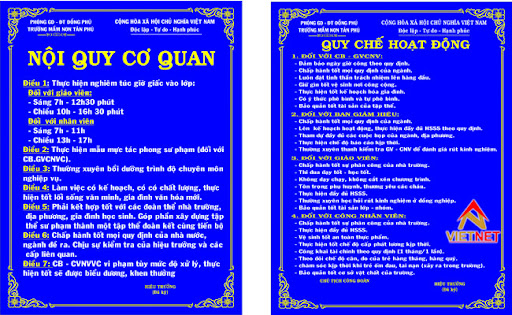 PHÒNG GD - ĐT ĐỒNG PHÚ
TRƯỜNG MẦM NON TÂN PHÚ
CỘNG HÒA XÃ HỘI CHỦ NGHĨA VIỆT NAM
Độc lập - Tự do - Hạnh phúc
NỘI QUY CƠ QUAN
Điều 1: Thực hiện nghiêm túc giờ giấc vào lớp:
Đối với giáo viên:
- Sáng 7h - 12h30 phút
- Chiều 10h - 16h 30 phút
Đối với nhân viên
- Sáng 7h - 11h
- Chiều 13h - 17h
Điều 2: Thực hiện mẫu mực tác phong sư phạm (đối với
CB.GVCNVC).
Điều 3: Thường xuyên bồi dưỡng trình độ chuyên môn
nghiệp vụ.
Điều 4: Làm việc có kế hoạch, có có chất lượng, thực
hiện tốt lối sống văn minh, gia đình văn hóa mới.
Điều 5: Phải kết hợp tốt với các đoàn thể nhà trường,
địa phương, gia đình học sinh. Góp phần xây dựng tập
thể sư phạm thành một tập thể đoàn kết cùng tiến bộ
Điều 6: Chấp hành tốt mọi quy định của nhà nước,
ngành đề ra. Chịu sự kiểm tra của hiệu trưởng và các
cấp liên quan.
Điều 7: CB - CVNVVC vi phạm tùy mức độ xử lý, thực
hiện tốt sẽ được biểu dương, khen thưởng
HIỆU TRƯỞNG
(Đã ký)
PHÒNG GD - ĐT ĐỒNG PHÚ
TRƯỜNG MẦM NON TÂN PHÚ
CỘNG HÒA XÃ HỘI CHỦ NGHĨA VIỆT NAM
Độc lập - Tự do - Hạnh phúc
QUY CHẾ HOẠT ĐỘNG
1. ĐỐI VỚI CB - GVCNV:
- Đảm bảo ngày giờ công theo quy định.
- Chấp hành tốt mọi quy định của ngành.
- Luôn đạt tinh thần trách nhiệm lên hàng đầu.
- Giữ gìn tốt vệ sinh nơi công cộng.
- Thực hiện tốt kế hoạch hóa gia đình.
- Có ý thức phê bình và tự phê bình.
- Bảo quản tốt tài sản của tập thể.
2. ĐỐI VỚI BAN GIÁM HIỆU:
- Chấp hành tốt mọi quy định của ngành.
- Lên kế hoạch hoạt động, thực hiện đầy đủ HSSS theo quy định.
- Tham dự đầy đủ các cuộc họp của ngành, địa phương.
- Thực hiện chế độ báo cáo kịp thời.
- Thường xuyên thanh kiểm tra GV - CNV để đánh giá rút kinh nghiệm.
3. ĐỐI VỚI GIÁO VIÊN:
- Chấp hành tốt sự phân công của nhà trường.
- Thi đua dạy tốt - học tốt.
- Không dạy chay, không cắt xén chương trình.
- Tôn trọng phụ huynh, thương yêu các cháu.
- Thực hiện đầy đủ HSSS.
- Thường xuyên học hỏi rút kinh nghiệm ở đồng nghiệp.
- Bảo quản tốt tài sản lớp - nhóm.
4. ĐỐI VỚI CÔNG NHÂN VIÊN:
- Chấp hành tốt sự phân công của nhà trường.
- Thực hiện đầy đủ HSSS.
- Vệ sinh tốt an toàn thực phẩm.
- Thực hiện tốt chế độ cấp phát lương kịp thời.
- Công khai tài chính theo quy định (3 tháng/1 lần).
- Theo dõi chế độ cân, đo của trẻ hàng tháng, hàng quý.
- chăm sóc kịp thời khi trẻ ốm đau, tai nạn (xảy ra trong trường).
- Bảo quản tốt cơ sở vật chất của trường.
CHỦ TỊCH CÔNG ĐOÀN
HIỆU TRƯỞNG
(Đã ký)
VIETNET